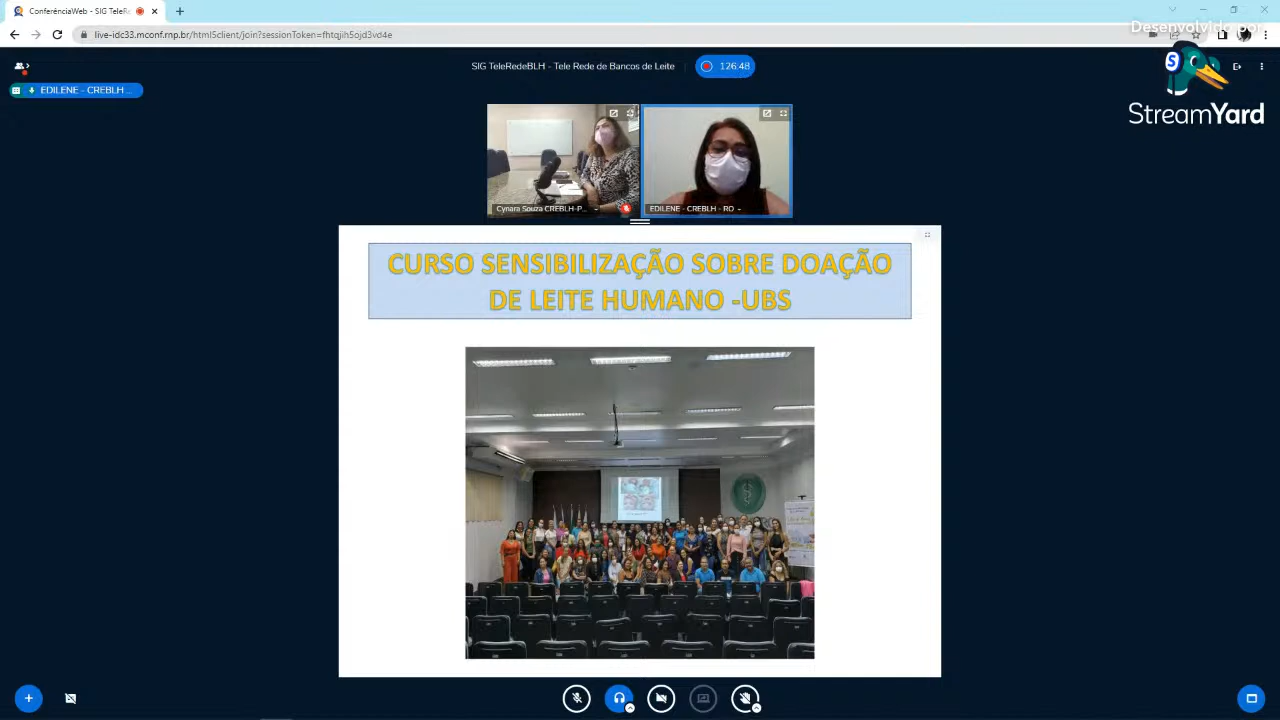 ConferênciaWeb - SIG TeleR
live-idc33.mconf.rnp.br/html5client/join?sessionToken=fhtqjih5ojd3vd4e
Desenvolvido por
StreamYard
SIG TeleRedeBLH - Tele Rede de Bancos de Leite
126:48
EDILENE - CREBLH ...
Cynara Souza CREBLH-P...
EDILENE - CREBLH - RO
CURSO SENSIBILIZAÇÃO SOBRE DOAÇÃO
DE LEITE HUMANO -UBS